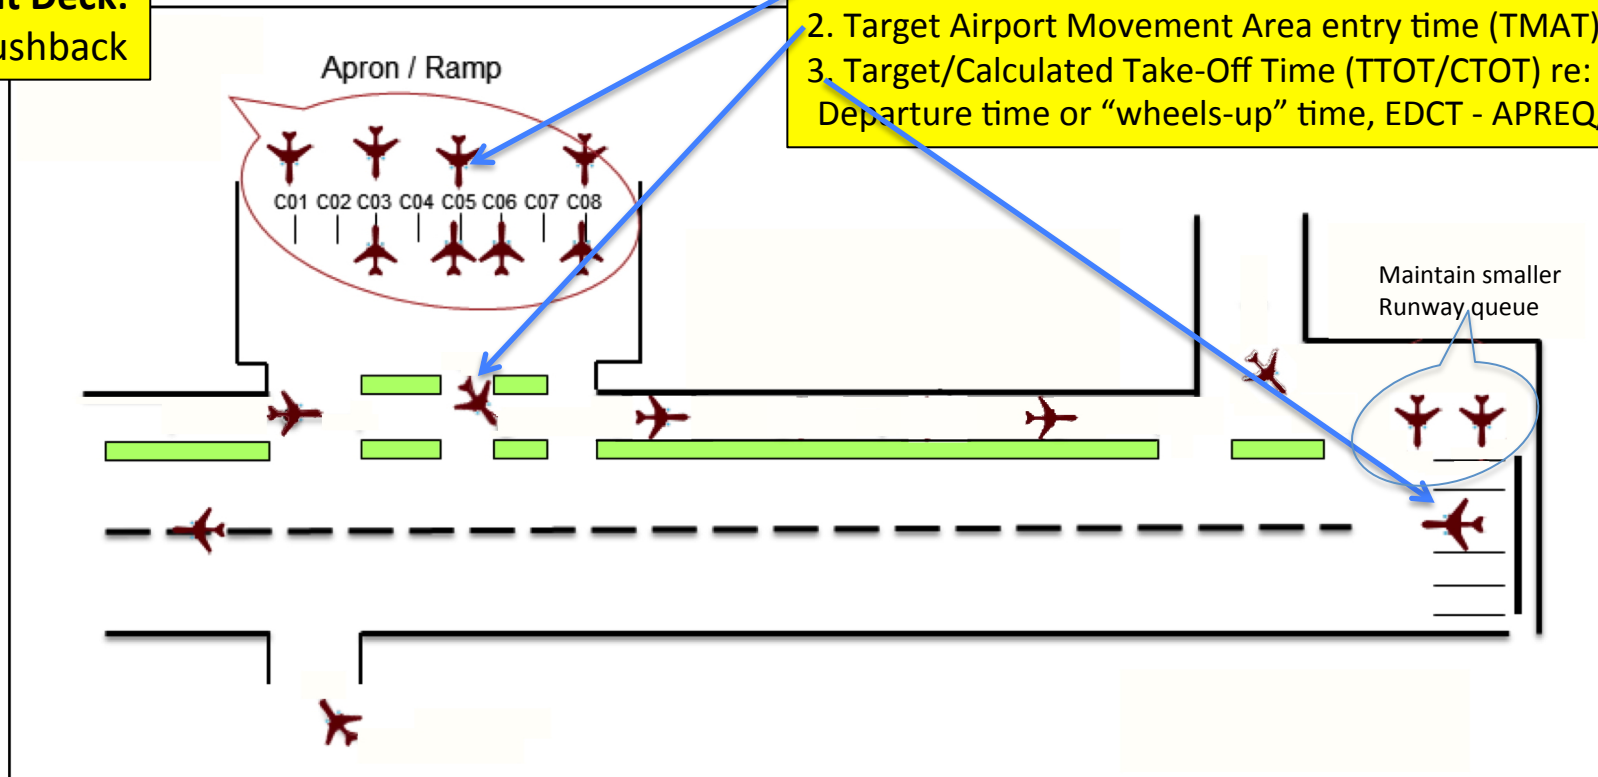 ushback
2. Target Airport Movement Area entry time (TMAT)
3. Target/Calculated Take-Off Time (TTOT/CTOT) re:
Departure time or “wheels-up” time, EDCT - APREQ
Apron / Ramp
C01 C02 C03 C04 C05 C06 C07 C08
Maintain smaller
Runway queue